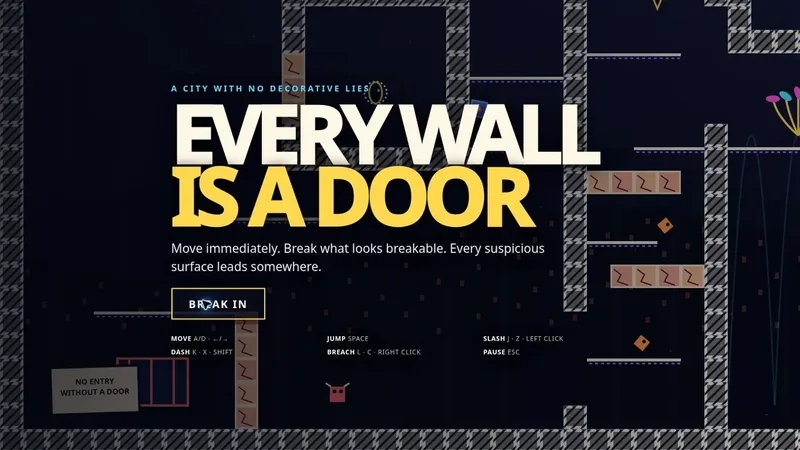 A CITY WITH NO DECORATIVE LIES
EVERY WALL
IS A DOOR
Move immediately. Break what looks breakable. Every suspicious
surface leads somewhere.
BREAK IN
MOVE A/D · ←/→ JUMP SPACE SLASH J · Z · LEFT CLICK
DASH K · X · SHIFT BREACH L · C · RIGHT CLICK PAUSE ESC
NO ENTRY
WITHOUT A DOOR